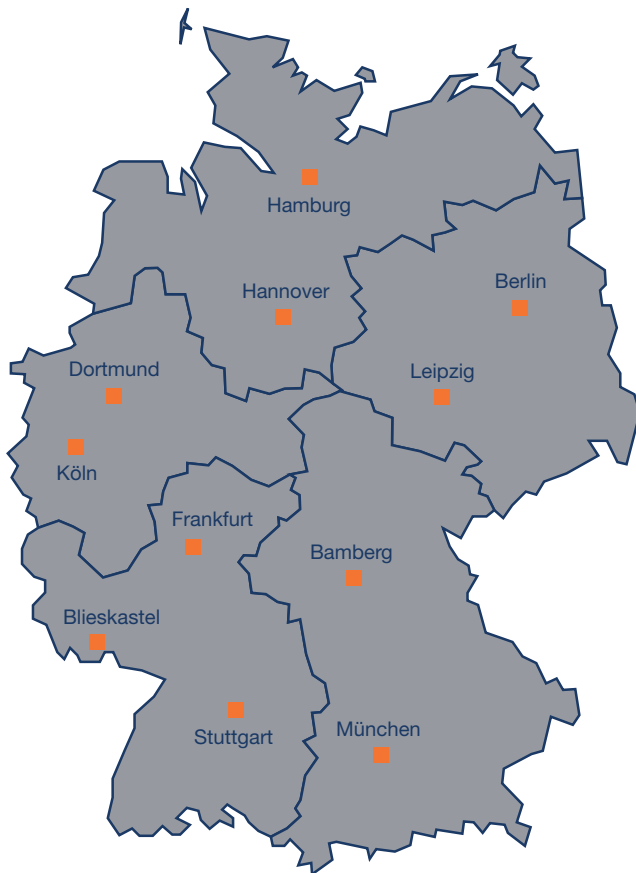 Hamburg
Hannover
Berlin
Dortmund
Leipzig
Köln
Frankfurt
Bamberg
Blieskastel
Stuttgart
München